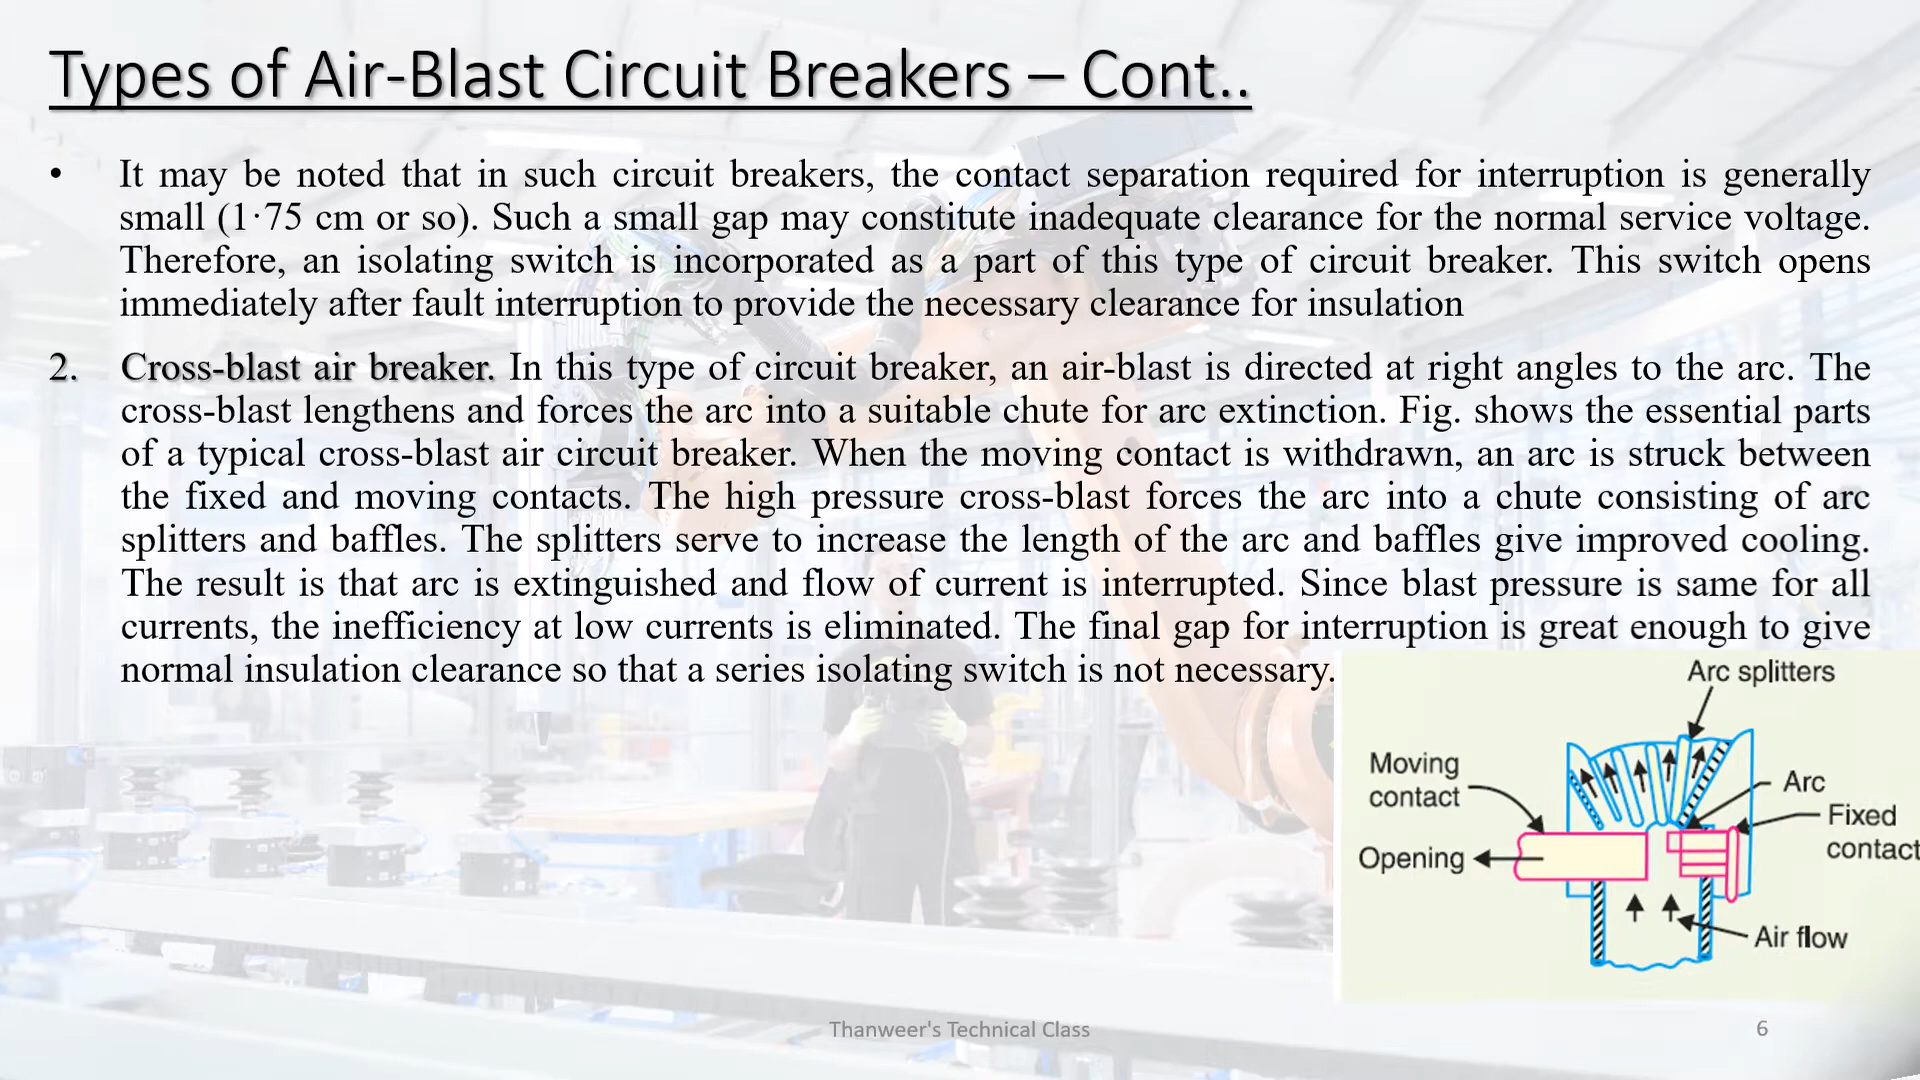 Types of Air-Blast Circuit Breakers – Cont..
• It may be noted that in such circuit breakers, the contact separation required for interruption is generally
small (1·75 cm or so). Such a small gap may constitute inadequate clearance for the normal service voltage.
Therefore, an isolating switch is incorporated as a part of this type of circuit breaker. This switch opens
immediately after fault interruption to provide the necessary clearance for insulation
2. Cross-blast air breaker. In this type of circuit breaker, an air-blast is directed at right angles to the arc. The
cross-blast lengthens and forces the arc into a suitable chute for arc extinction. Fig. shows the essential parts
of a typical cross-blast air circuit breaker. When the moving contact is withdrawn, an arc is struck between
the fixed and moving contacts. The high pressure cross-blast forces the arc into a chute consisting of arc
splitters and baffles. The splitters serve to increase the length of the arc and baffles give improved cooling.
The result is that arc is extinguished and flow of current is interrupted. Since blast pressure is same for all
currents, the inefficiency at low currents is eliminated. The final gap for interruption is great enough to give
normal insulation clearance so that a series isolating switch is not necessary.
Arc splitters
Moving
contact
Arc
Fixed
contact
Opening
Air flow
Thanweer's Technical Class
6